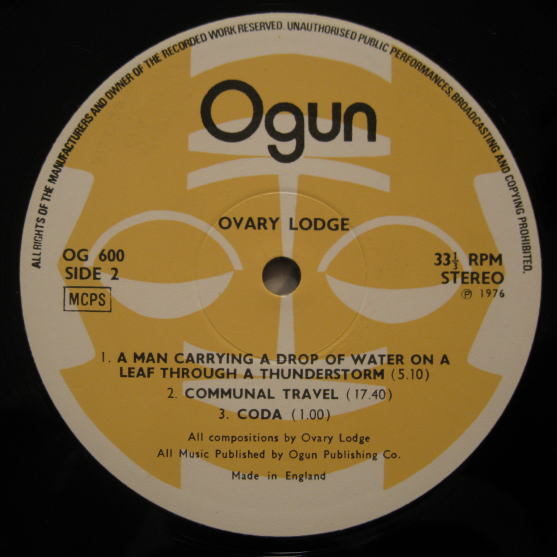 ALL RIGHTS OF THE MANUFACTURERS AND OWNER OF THE RECORDED WORK RESERVED. UNAUTHORISED PUBLIC PERFORMANCES, BROADCASTING AND COPYING PROHIBITED.
Ogun
OVARY LODGE
OG 600
SIDE 2
MCPS
33⅓ RPM
STEREO
℗ 1976
1. A MAN CARRYING A DROP OF WATER ON A
LEAF THROUGH A THUNDERSTORM (5.10)
2. COMMUNAL TRAVEL (17.40)
3. CODA (1.00)
All compositions by Ovary Lodge
All Music Published by Ogun Publishing Co.
Made in England